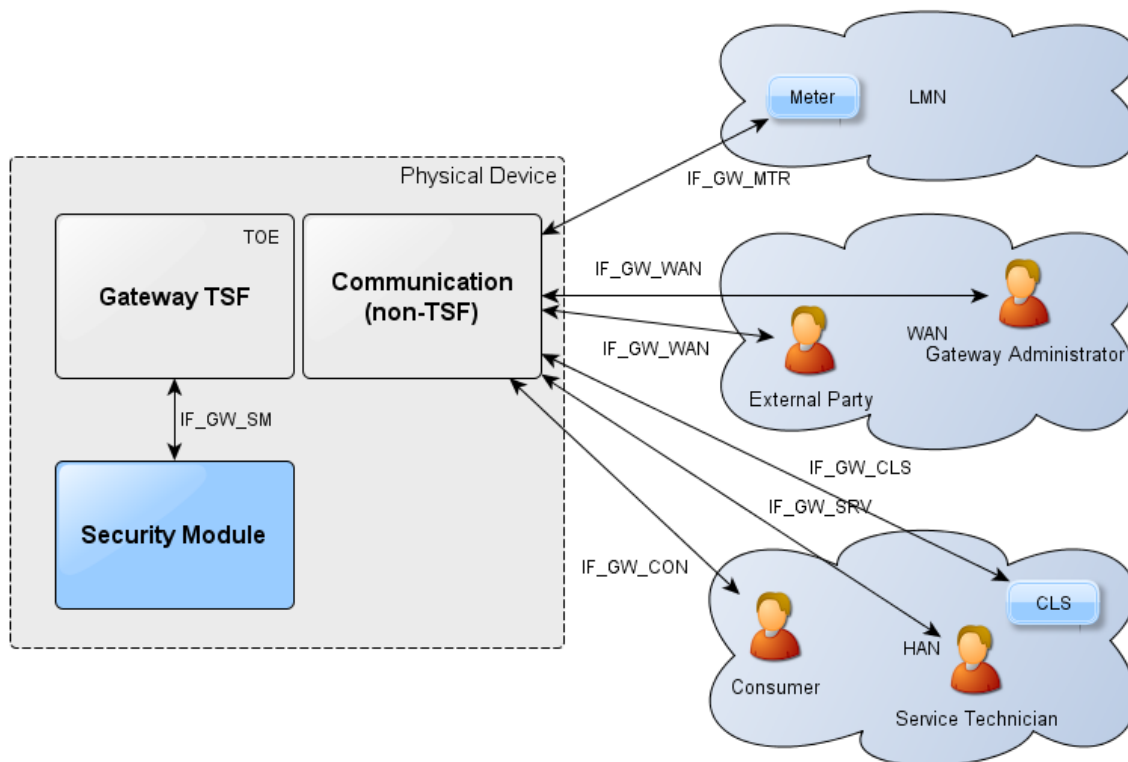 Meter
LMN
IF_GW_MTR
Physical Device
TOE
Gateway TSF
Communication
(non-TSF)
IF_GW_WAN
IF_GW_WAN
WAN
Gateway Administrator
External Party
IF_GW_SM
Security Module
IF_GW_CLS
IF_GW_SRV
IF_GW_CON
CLS
HAN
Consumer
Service Technician